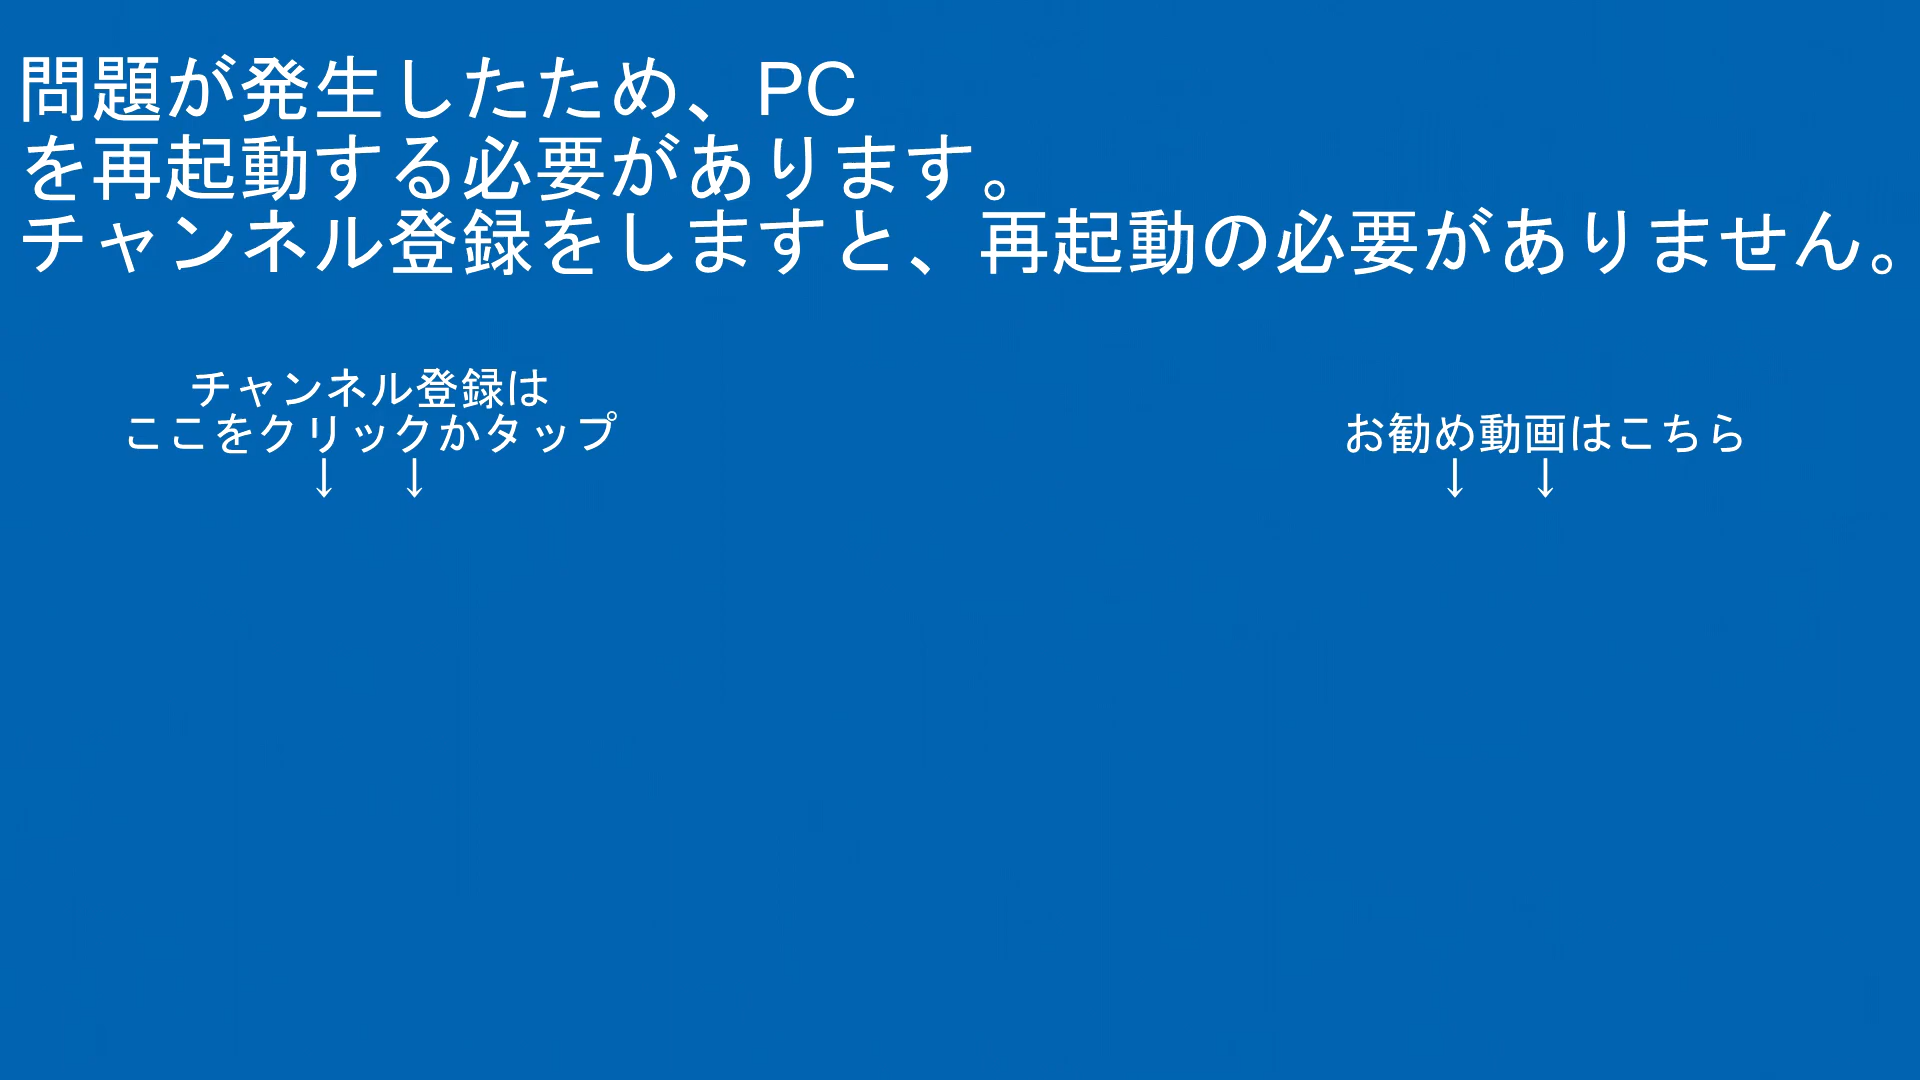 問題が発生したため、PC
を再起動する必要があります。
チャンネル登録をしますと、再起動の必要がありません。
チャンネル登録は
ここをクリックかタップ
↓　↓
お勧め動画はこちら
↓　↓